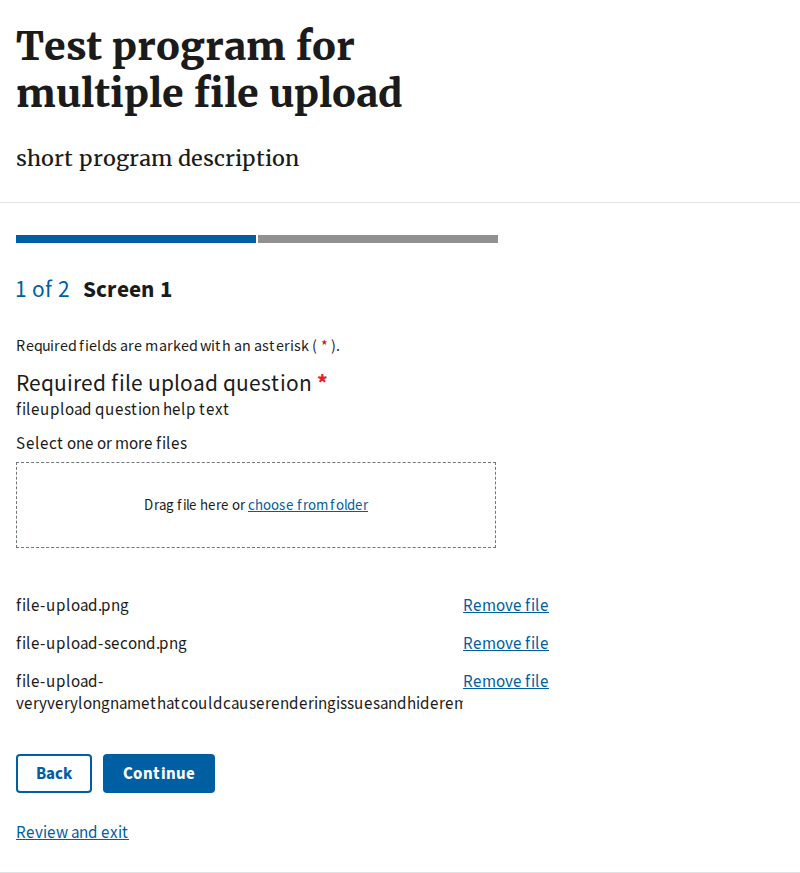 Test program for
multiple file upload
short program description
1 of 2 Screen 1
Required fields are marked with an asterisk ( * ).
Required file upload question *
fileupload question help text
Select one or more files
Drag file here or choose from folder
file-upload.png Remove file
file-upload-second.png Remove file
file-upload- Remove file
veryverylongnamethatcouldcauserenderingissuesandhiderem
Back Continue
Review and exit